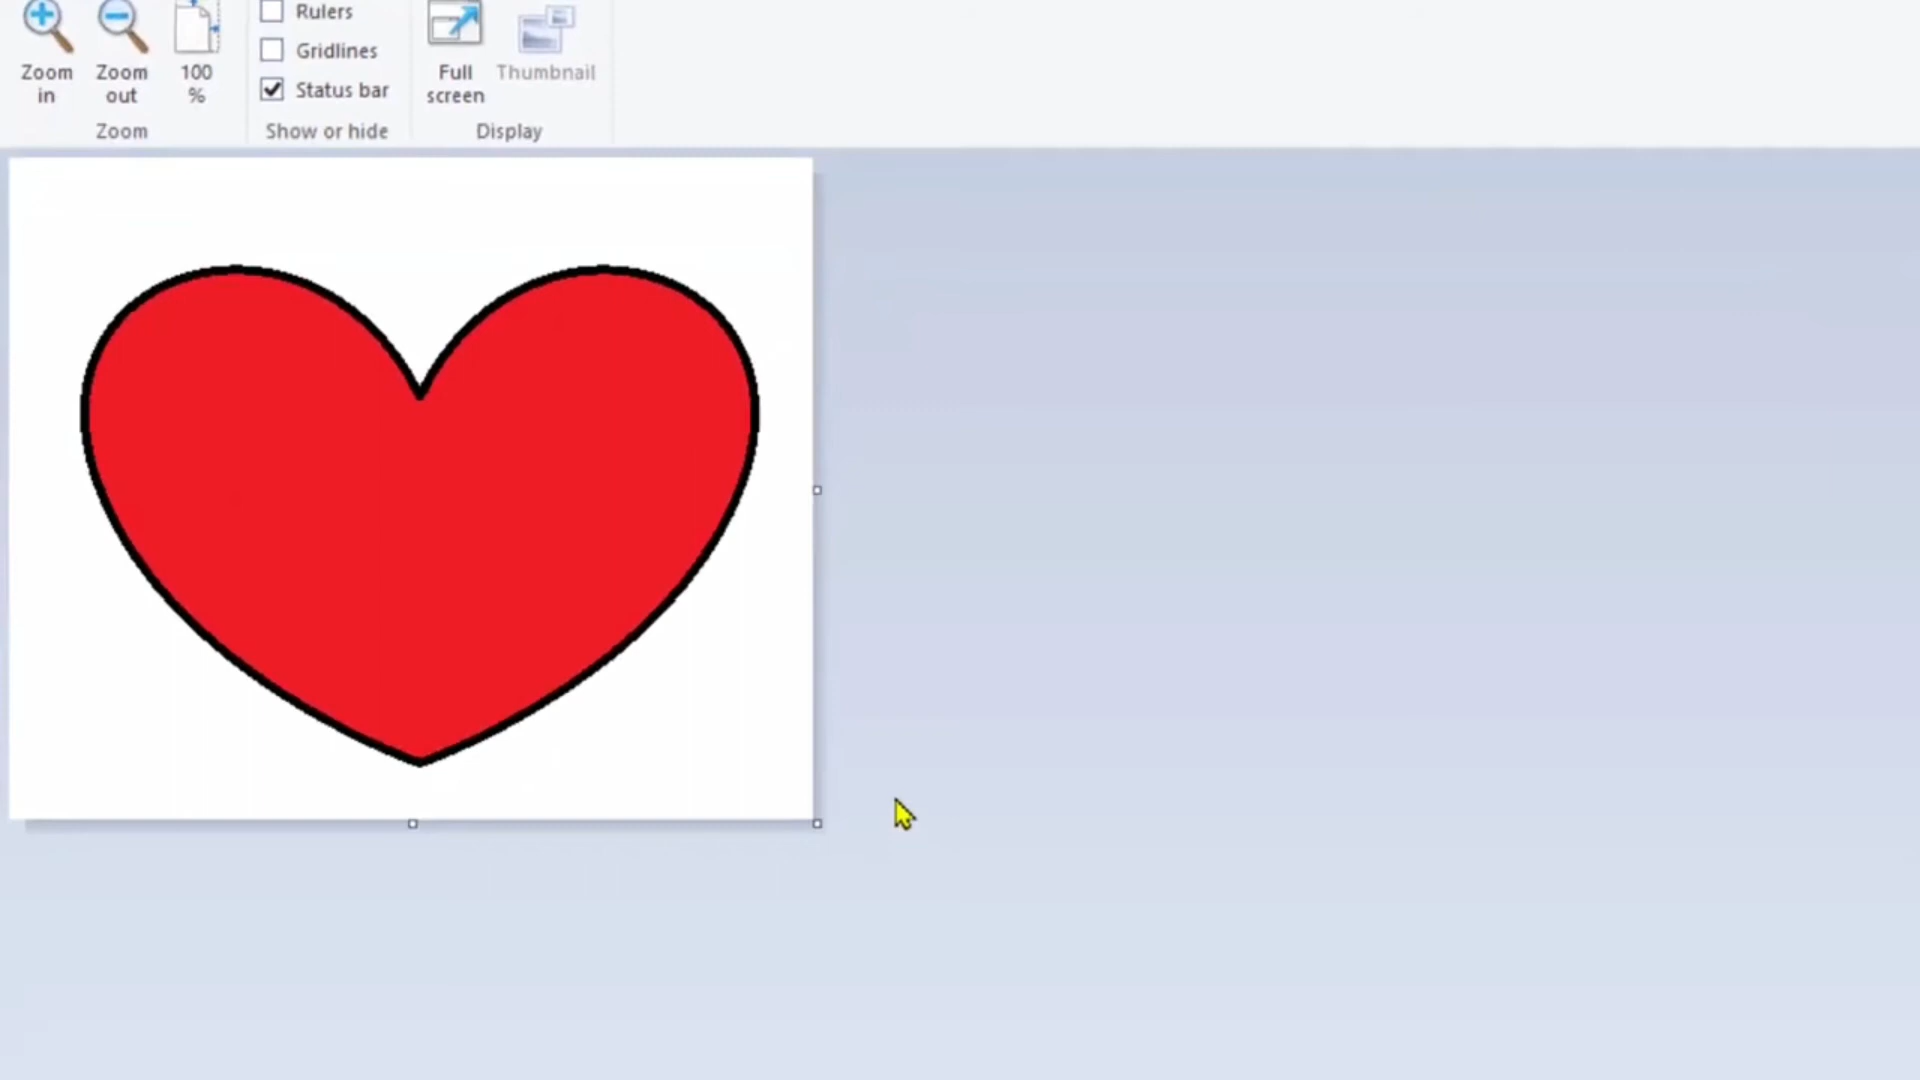 Rulers
Gridlines
Status bar
Zoom in
Zoom out
100 %
Full screen
Thumbnail
Zoom
Show or hide
Display